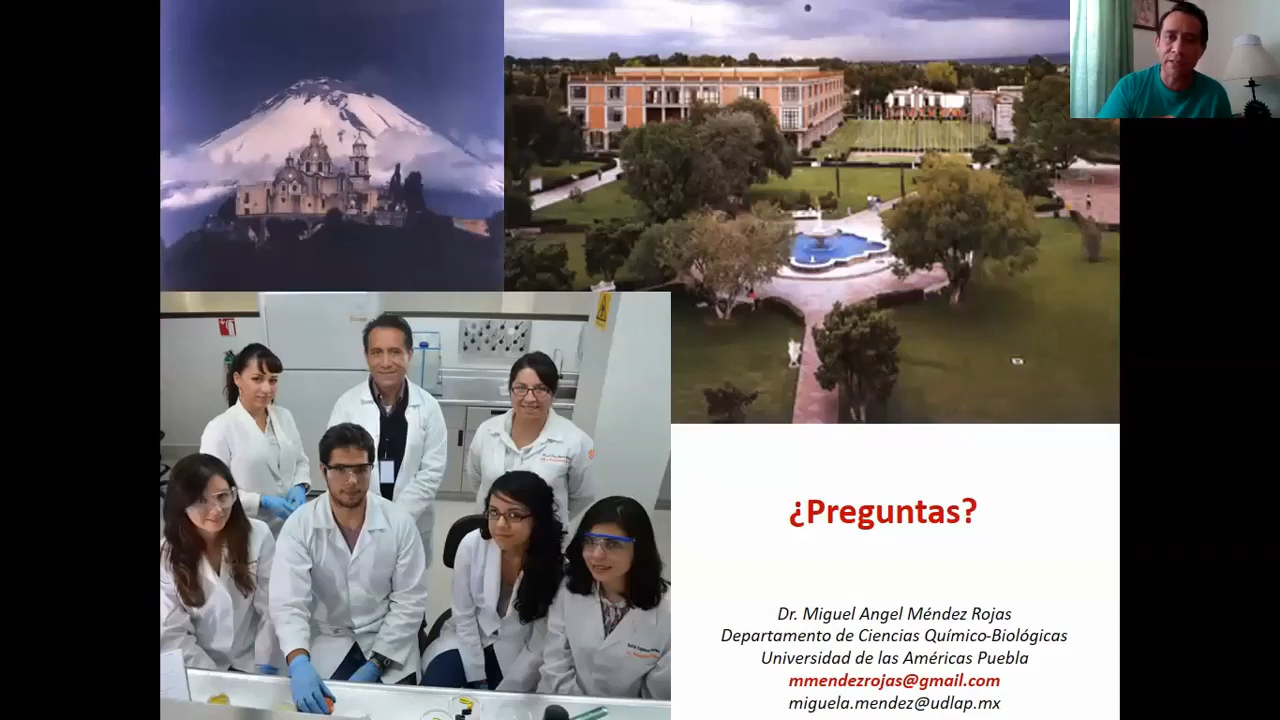 ¿Preguntas?
Dr. Miguel Angel Méndez Rojas
Departamento de Ciencias Químico-Biológicas
Universidad de las Américas Puebla
mmendezrojas@gmail.com
miguela.mendez@udlap.mx